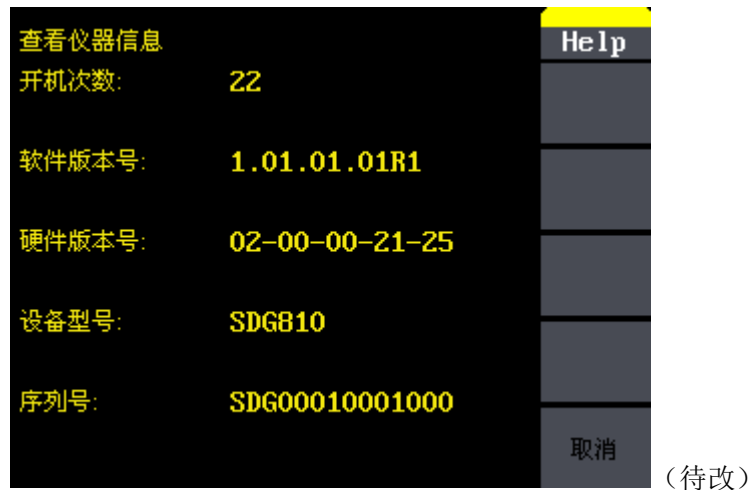 查看仪器信息
Help
开机次数: 22
软件版本号: 1.01.01.01R1
硬件版本号: 02-00-00-21-25
设备型号: SDG810
序列号: SDG00010001000
取消
（待改）